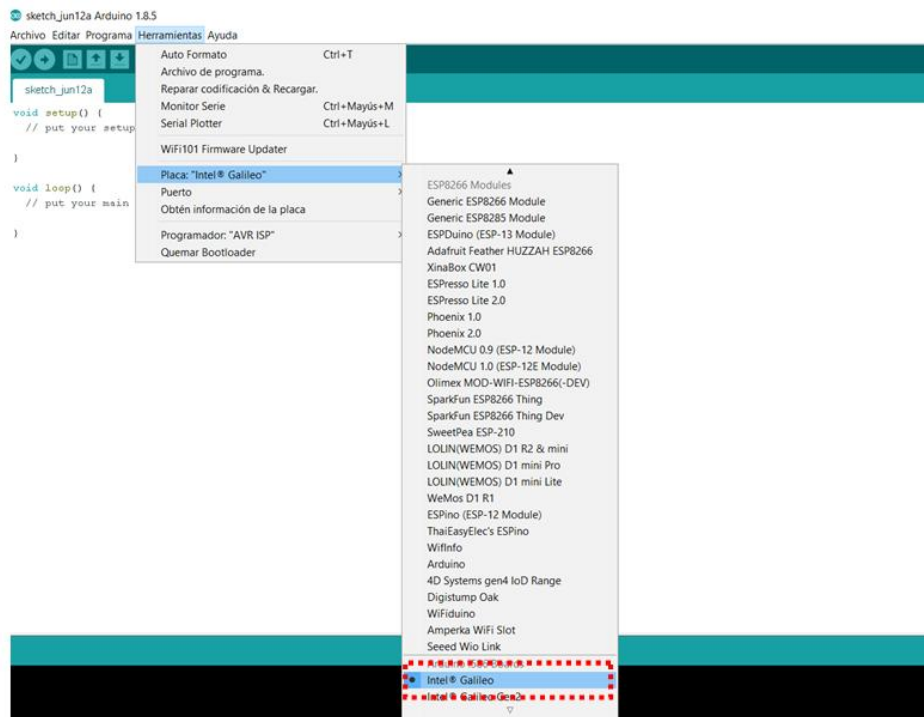 sketch_jun12a Arduino 1.8.5
Archivo Editar Programa Herramientas Ayuda
sketch_jun12a
void setup() {
// put your setup
}
void loop() {
// put your main
}
Auto Formato Ctrl+T
Archivo de programa.
Reparar codificación & Recargar.
Monitor Serie Ctrl+Mayús+M
Serial Plotter Ctrl+Mayús+L
WiFi101 Firmware Updater
Placa: "Intel® Galileo"
Puerto
Obtén información de la placa
Programador: "AVR ISP"
Quemar Bootloader
ESP8266 Modules
Generic ESP8266 Module
Generic ESP8285 Module
ESPDuino (ESP-13 Module)
Adafruit Feather HUZZAH ESP8266
XinaBox CW01
ESPresso Lite 1.0
ESPresso Lite 2.0
Phoenix 1.0
Phoenix 2.0
NodeMCU 0.9 (ESP-12 Module)
NodeMCU 1.0 (ESP-12E Module)
Olimex MOD-WIFI-ESP8266(-DEV)
SparkFun ESP8266 Thing
SparkFun ESP8266 Thing Dev
SweetPea ESP-210
LOLIN(WEMOS) D1 R2 & mini
LOLIN(WEMOS) D1 mini Pro
LOLIN(WEMOS) D1 mini Lite
WeMos D1 R1
ESPino (ESP-12 Module)
ThaiEasyElec's ESPino
WifInfo
Arduino
4D Systems gen4 IoD Range
Digistump Oak
WiFiduino
Amperka WiFi Slot
Seeed Wio Link
Intel® Galileo
Intel® Galileo Gen2